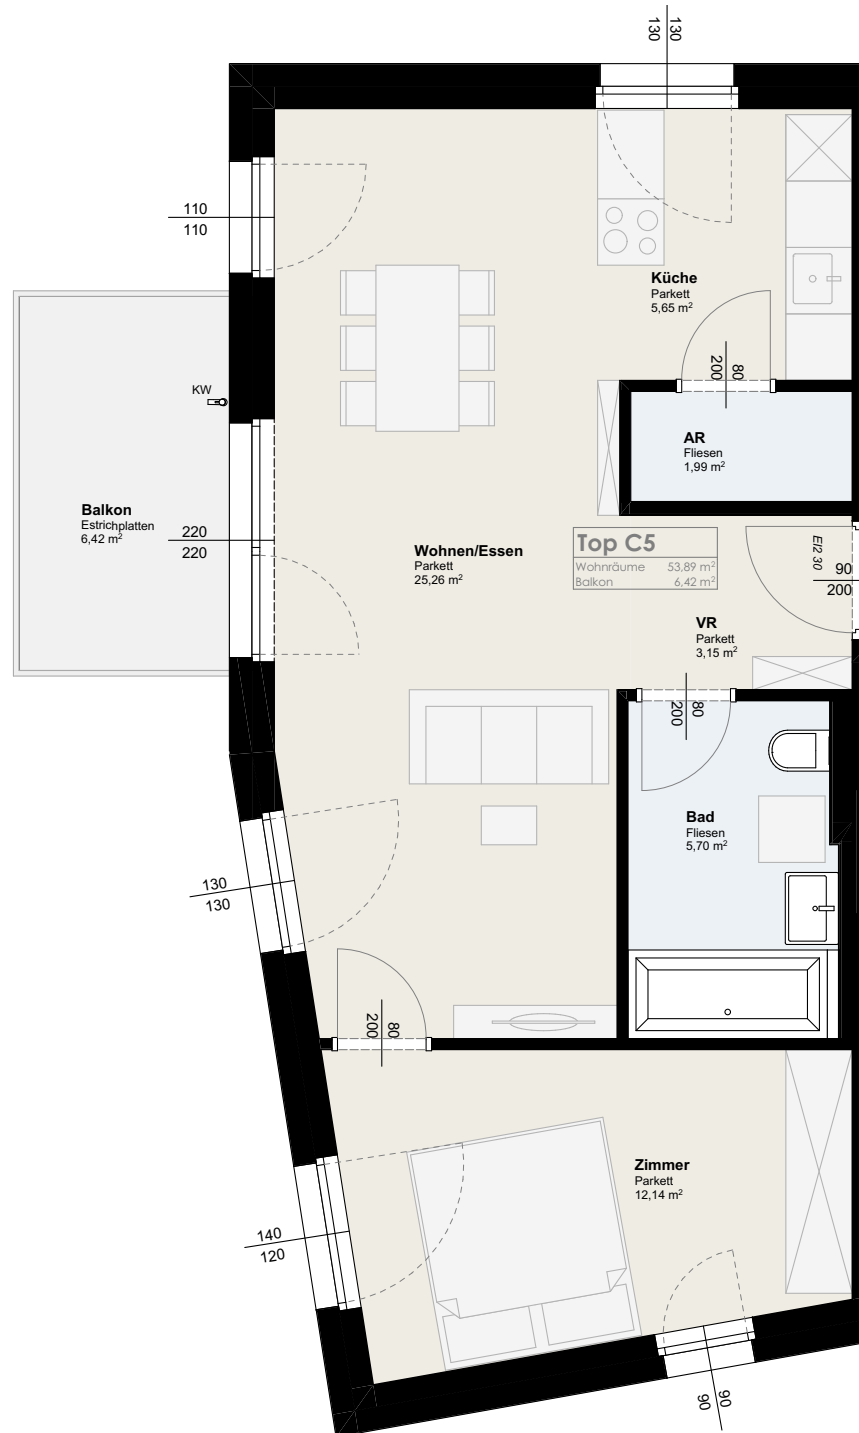 130
130
110
110
Küche
Parkett
5,65 m²
80
200
KW
AR
Fliesen
1,99 m²
Balkon
Estrichplatten
6,42 m²
220
220
Wohnen/Essen
Parkett
25,26 m²
Top C5
Wohnräume 53,89 m²
Balkon 6,42 m²
EI2 30
90
200
VR
Parkett
3,15 m²
80
200
Bad
Fliesen
5,70 m²
130
130
80
200
Zimmer
Parkett
12,14 m²
140
120
90
90